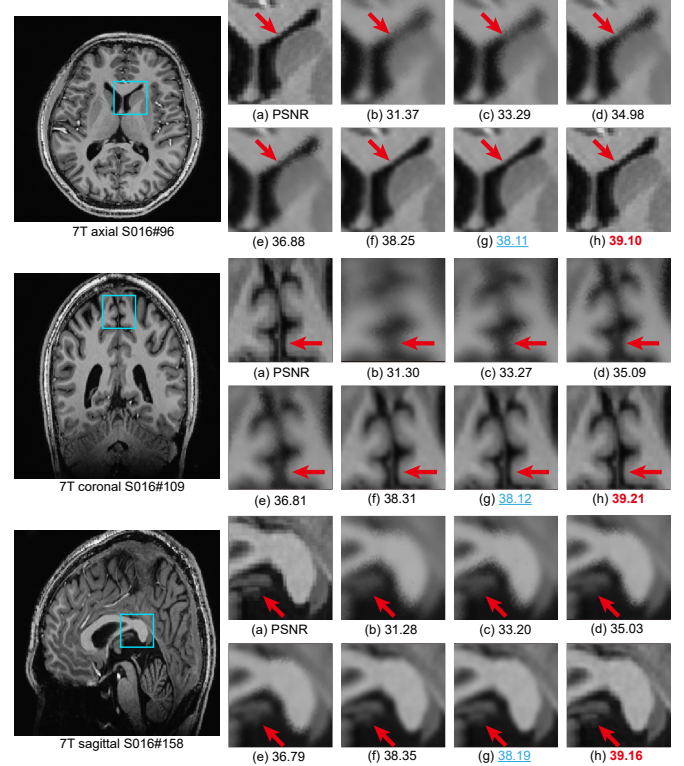 (a) PSNR (b) 31.37 (c) 33.29 (d) 34.98
(e) 36.88 (f) 38.25 (g) 38.11 (h) 39.10
7T axial S016#96
(a) PSNR (b) 31.30 (c) 33.27 (d) 35.09
(e) 36.81 (f) 38.31 (g) 38.12 (h) 39.21
7T coronal S016#109
(a) PSNR (b) 31.28 (c) 33.20 (d) 35.03
(e) 36.79 (f) 38.35 (g) 38.19 (h) 39.16
7T sagittal S016#158